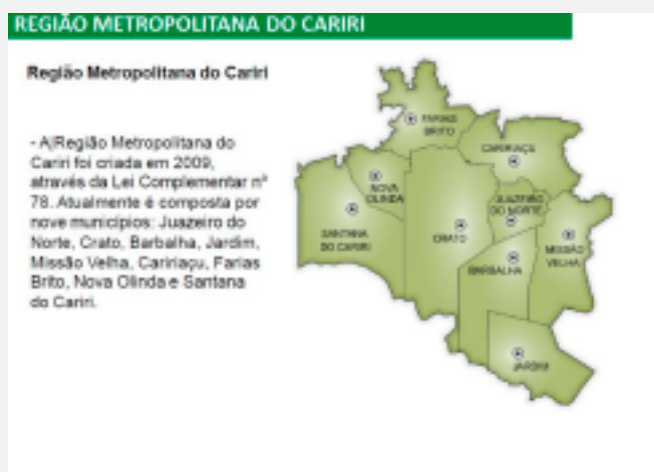 REGIÃO METROPOLITANA DO CARIRI
Região Metropolitana do Cariri
- A|Região Metropolitana do
Cariri foi criada em 2009,
através da Lei Complementar nº
78. Atualmente é composta por
nove municípios: Juazeiro do
Norte, Crato, Barbalha, Jardim,
Missão Velha, Caririaçu, Farias
Brito, Nova Olinda e Santana
do Cariri.
FARIAS
BRITO
CARIRIAÇU
NOVA
OLINDA
JUAZEIRO
DO NORTE
SANTANA
DO CARIRI
CRATO
MISSÃO
VELHA
BARBALHA
JARDIM